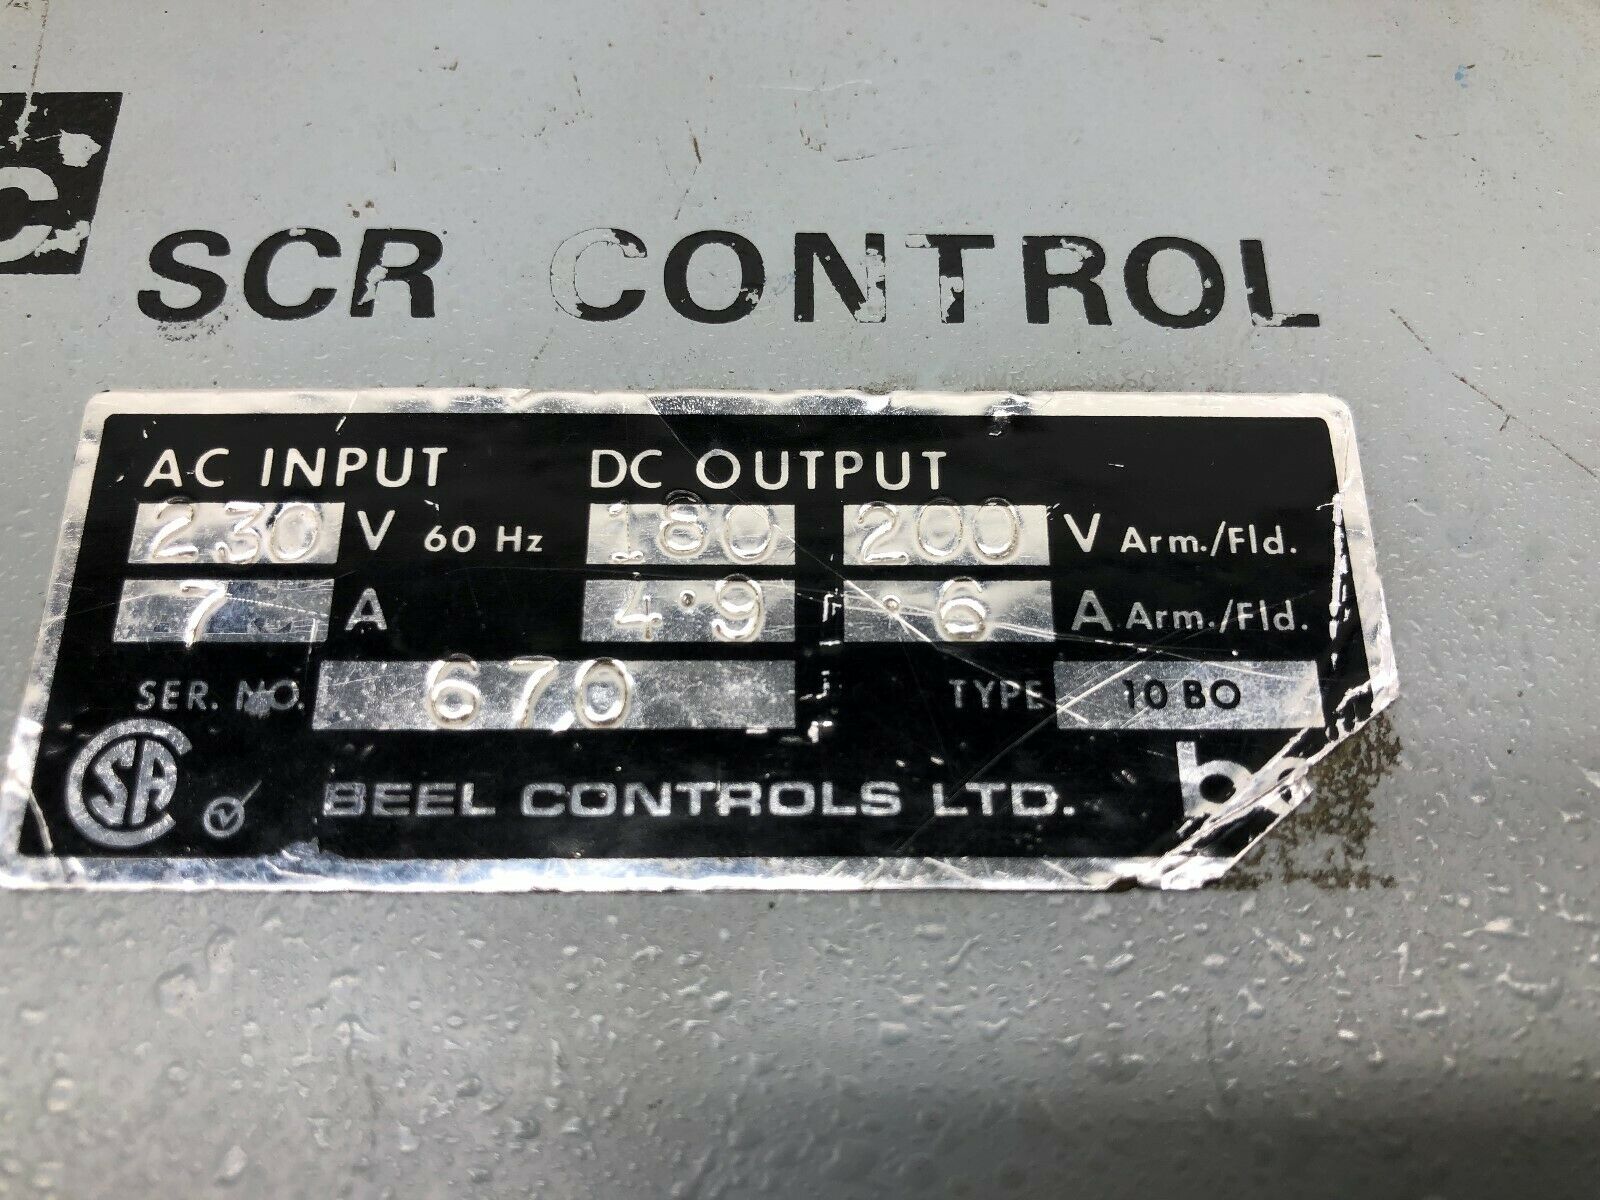 c
SCR CONTROL
AC INPUT DC OUTPUT
230 V 60 Hz 180 200 V Arm./Fld.
7 A 4.9 .6 A Arm./Fld.
SER. NO. 670 TYPE 10 BO
CSA BEEL CONTROLS LTD.